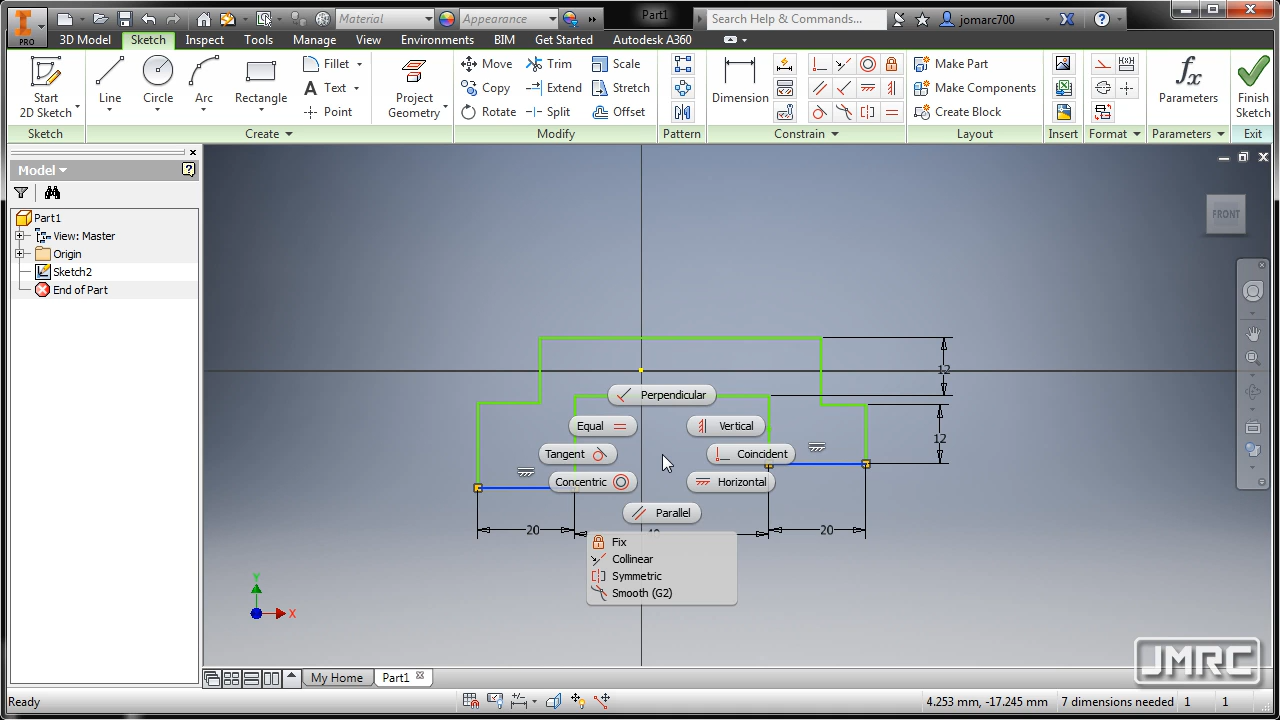 PRO
Material
Appearance
Part1
Search Help & Commands...
jomarc700
3D Model
Sketch
Inspect
Tools
Manage
View
Environments
BIM
Get Started
Autodesk A360
Start
2D Sketch
Line
Circle
Arc
Rectangle
Fillet
Text
Point
Project
Geometry
Move
Copy
Rotate
Trim
Extend
Split
Scale
Stretch
Offset
Dimension
Make Part
Make Components
Create Block
Parameters
Finish
Sketch
Sketch
Create
Modify
Pattern
Constrain
Layout
Insert
Format
Parameters
Exit
Model
Part1
View: Master
Origin
Sketch2
End of Part
FRONT
12
12
20
20
Perpendicular
Equal
Vertical
Tangent
Coincident
Concentric
Horizontal
Parallel
Fix
Collinear
Symmetric
Smooth (G2)
Y
X
JMRC
My Home
Part1
Ready
4.253 mm, -17.245 mm
7 dimensions needed
1
1